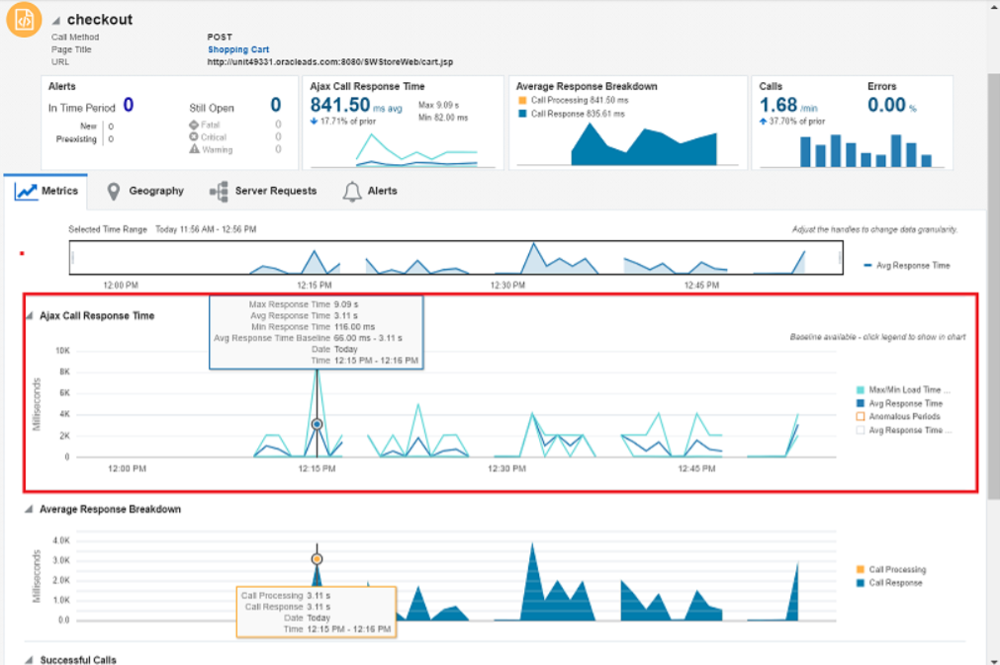 checkout
Call Method POST
Page Title Shopping Cart
URL http://unit49331.oracleads.com:8080/SWStoreWeb/cart.jsp
Alerts
In Time Period 0
New 0
Preexisting 0
Still Open 0
Fatal 0
Critical 0
Warning 0
Ajax Call Response Time
841.50 ms avg
17.71% of prior
Max 9.09 s
Min 82.00 ms
Average Response Breakdown
Call Processing 841.50 ms
Call Response 835.61 ms
Calls
1.68 /min
37.70% of prior
Errors
0.00 %
Metrics Geography Server Requests Alerts
Selected Time Range Today 11:56 AM - 12:56 PM
Adjust the handles to change data granularity.
Avg Response Time
12:00 PM 12:15 PM 12:30 PM 12:45 PM
Ajax Call Response Time
Max Response Time 9.09 s
Avg Response Time 3.11 s
Min Response Time 116.00 ms
Avg Response Time Baseline 66.00 ms - 3.11 s
Date Today
Time 12:15 PM - 12:16 PM
Baseline available - click legend to show in chart
Milliseconds
10K
8K
6K
4K
2K
0
12:00 PM 12:15 PM 12:30 PM 12:45 PM
Max/Min Load Time ...
Avg Response Time
Anomalous Periods
Avg Response Time ...
Average Response Breakdown
Milliseconds
4.0K
3.0K
2.0K
1.0K
0.0
Call Processing 3.11 s
Call Response 3.11 s
Date Today
Time 12:15 PM - 12:16 PM
Call Processing
Call Response
Successful Calls